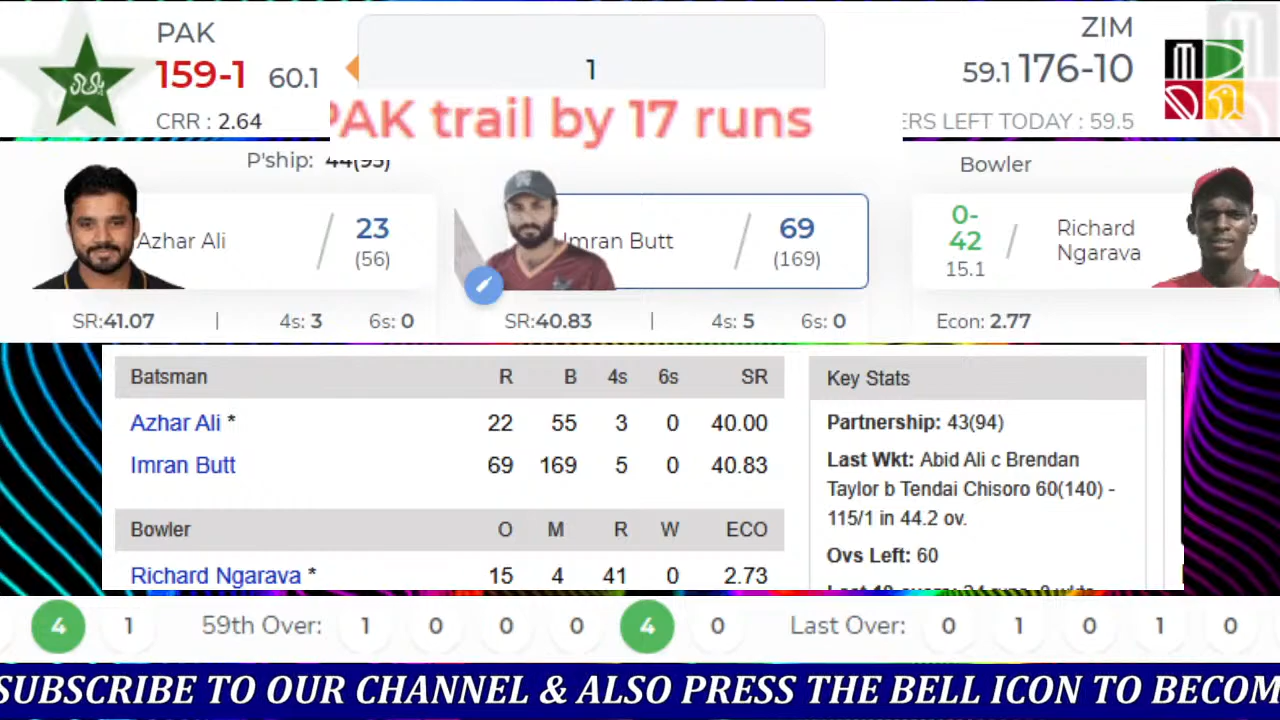 PAK
159-1 60.1
CRR : 2.64
1
PAK trail by 17 runs
ZIM
59.1 176-10
ERS LEFT TODAY : 59.5
P'ship: 44(95)
Azhar Ali
23
(56)
SR:41.07 | 4s: 3 6s: 0
Imran Butt
69
(169)
SR:40.83 | 4s: 5 6s: 0
Bowler
0-
42
15.1
Richard
Ngarava
Econ: 2.77
Batsman R B 4s 6s SR
Azhar Ali * 22 55 3 0 40.00
Imran Butt 69 169 5 0 40.83
Bowler O M R W ECO
Richard Ngarava * 15 4 41 0 2.73
Key Stats
Partnership: 43(94)
Last Wkt: Abid Ali c Brendan
Taylor b Tendai Chisoro 60(140) -
115/1 in 44.2 ov.
Ovs Left: 60
4 1 59th Over: 1 0 0 0 4 0 Last Over: 0 1 0 1 0
SUBSCRIBE TO OUR CHANNEL & ALSO PRESS THE BELL ICON TO BECOM